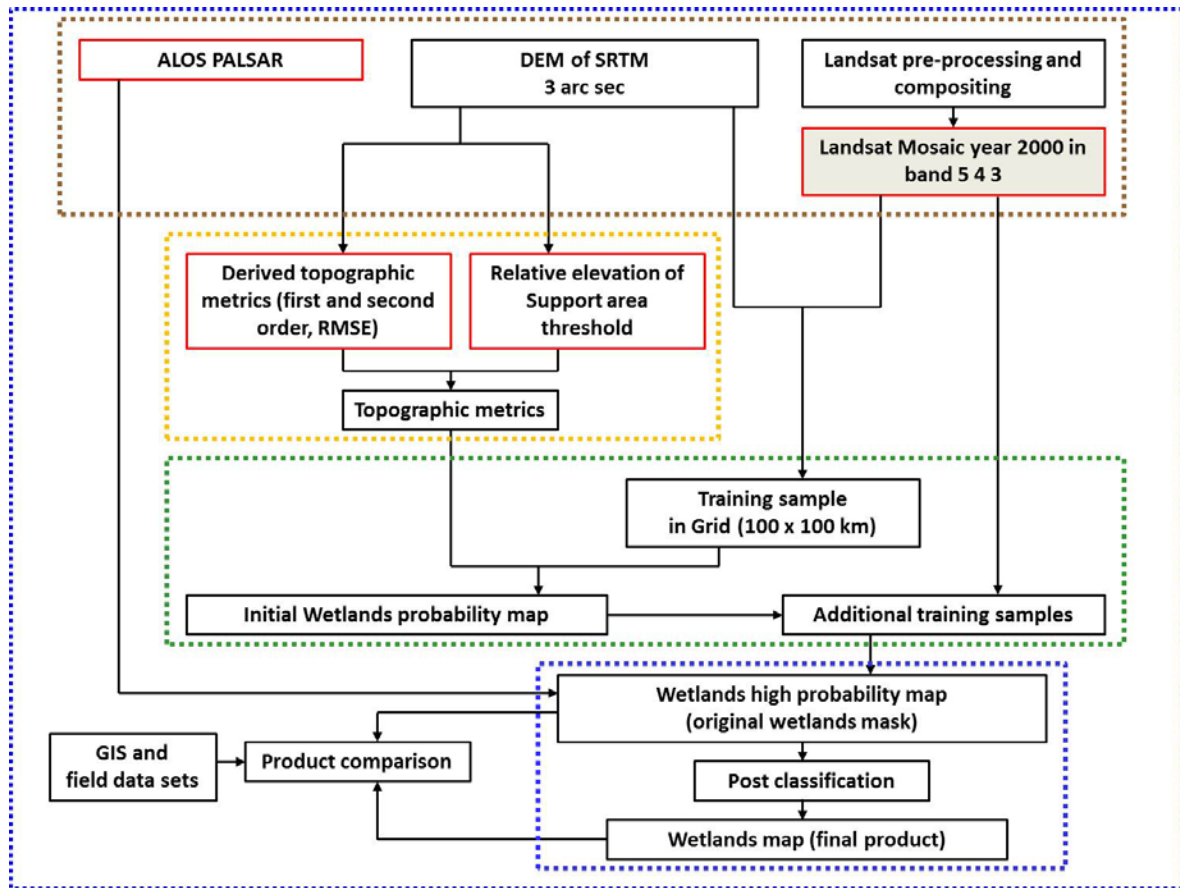 ALOS PALSAR
DEM of SRTM
3 arc sec
Landsat pre-processing and
compositing
Landsat Mosaic year 2000 in
band 5 4 3
Derived topographic
metrics (first and second
order, RMSE)
Relative elevation of
Support area
threshold
Topographic metrics
Training sample
in Grid (100 x 100 km)
Initial Wetlands probability map
Additional training samples
Wetlands high probability map
(original wetlands mask)
GIS and
field data sets
Product comparison
Post classification
Wetlands map (final product)